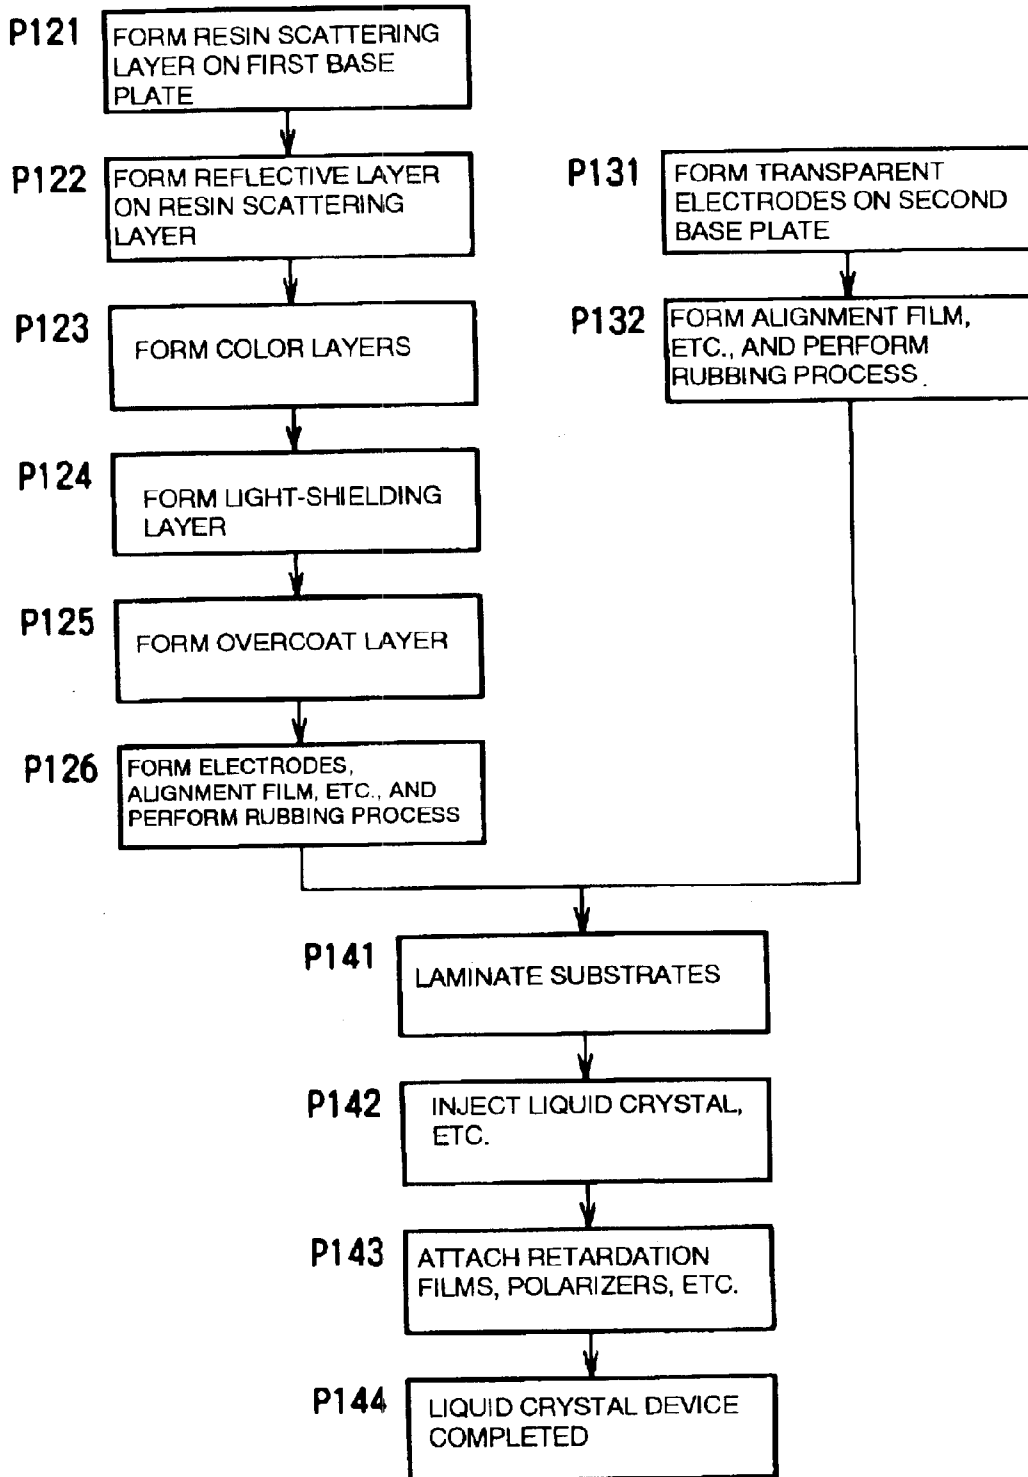 P121
FORM RESIN SCATTERING
LAYER ON FIRST BASE
PLATE
P122
FORM REFLECTIVE LAYER
ON RESIN SCATTERING
LAYER
P123
FORM COLOR LAYERS
P124
FORM LIGHT-SHIELDING
LAYER
P125
FORM OVERCOAT LAYER
P126
FORM ELECTRODES,
ALIGNMENT FILM, ETC., AND
PERFORM RUBBING PROCESS
P131
FORM TRANSPARENT
ELECTRODES ON SECOND
BASE PLATE
P132
FORM ALIGNMENT FILM,
ETC., AND PERFORM
RUBBING PROCESS
P141
LAMINATE SUBSTRATES
P142
INJECT LIQUID CRYSTAL,
ETC.
P143
ATTACH RETARDATION
FILMS, POLARIZERS, ETC.
P144
LIQUID CRYSTAL DEVICE
COMPLETED